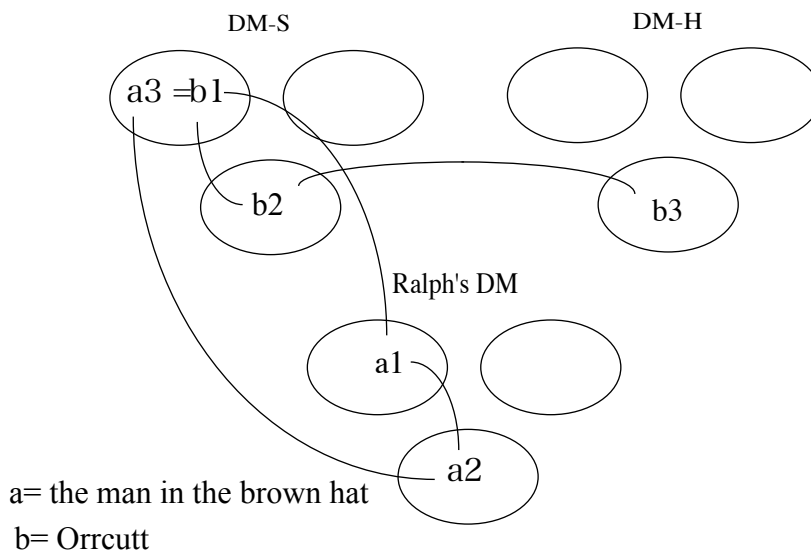 DM-S DM-H
a3 =b1
b2 b3
Ralph's DM
a1
a2
a= the man in the brown hat
b= Orrcutt